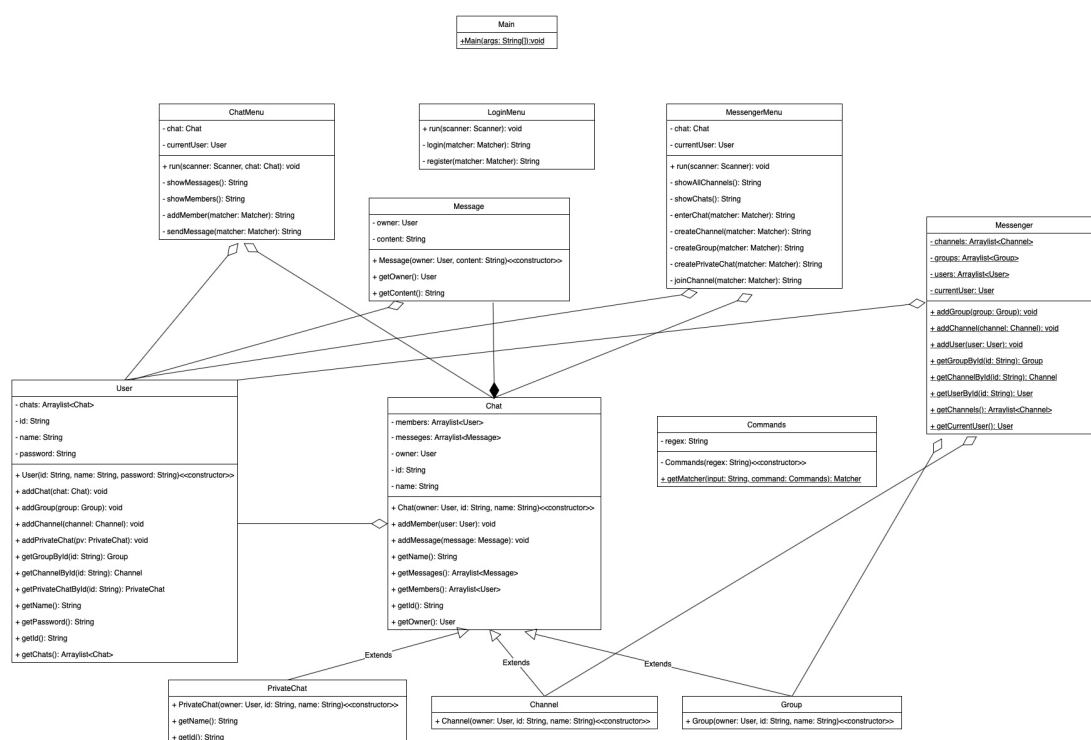 Main
+Main(args: String[]):void
ChatMenu
- chat: Chat
- currentUser: User
+ run(scanner: Scanner, chat: Chat): void
- showMessages(): String
- showMembers(): String
- addMember(matcher: Matcher): String
- sendMessage(matcher: Matcher): String
LoginMenu
+ run(scanner: Scanner): void
- login(matcher: Matcher): String
- register(matcher: Matcher): String
MessengerMenu
- chat: Chat
- currentUser: User
+ run(scanner: Scanner): void
- showAllChannels(): String
- showChats(): String
- enterChat(matcher: Matcher): String
- createChannel(matcher: Matcher): String
- createGroup(matcher: Matcher): String
- createPrivateChat(matcher: Matcher): String
- joinChannel(matcher: Matcher): String
Message
- owner: User
- content: String
+ Message(owner: User, content: String)<<constructor>>
+ getOwner(): User
+ getContent(): String
Messenger
- channels: Arraylist<Channel>
- groups: Arraylist<Group>
- users: Arraylist<User>
- currentUser: User
+ addGroup(group: Group): void
+ addChannel(channel: Channel): void
+ addUser(user: User): void
+ getGroupById(id: String): Group
+ getChannelById(id: String): Channel
+ getUserById(id: String): User
+ getChannels(): Arraylist<Channel>
+ getCurrentUser(): User
User
- chats: Arraylist<Chat>
- id: String
- name: String
- password: String
+ User(id: String, name: String, password: String)<<constructor>>
+ addChat(chat: Chat): void
+ addGroup(group: Group): void
+ addChannel(channel: Channel): void
+ addPrivateChat(pv: PrivateChat): void
+ getGroupById(id: String): Group
+ getChannelById(id: String): Channel
+ getPrivateChatById(id: String): PrivateChat
+ getName(): String
+ getPassword(): String
+ getId(): String
+ getChats(): Arraylist<Chat>
Chat
- members: Arraylist<User>
- messeges: Arraylist<Message>
- owner: User
- id: String
- name: String
+ Chat(owner: User, id: String, name: String)<<constructor>>
+ addMember(user: User): void
+ addMessage(message: Message): void
+ getName(): String
+ getMessages(): Arraylist<Message>
+ getMembers(): Arraylist<User>
+ getId(): String
+ getOwner(): User
Commands
- regex: String
- Commands(regex: String)<<constructor>>
+ getMatcher(input: String, command: Commands): Matcher
Extends
Extends
Extends
PrivateChat
+ PrivateChat(owner: User, id: String, name: String)<<constructor>>
+ getName(): String
+ getId(): String
Channel
+ Channel(owner: User, id: String, name: String)<<constructor>>
Group
+ Group(owner: User, id: String, name: String)<<constructor>>